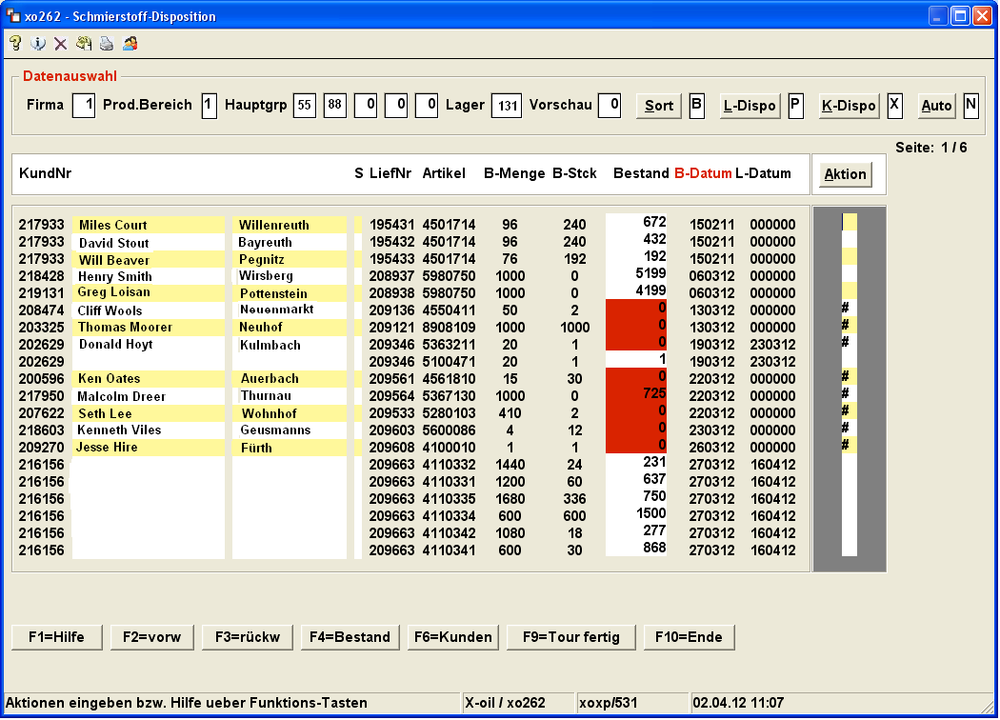 xo262 - Schmierstoff-Disposition
Datenauswahl
Firma 1 Prod.Bereich 1 Hauptgrp 55 88 0 0 0 Lager 131 Vorschau 0 Sort B L-Dispo P K-Dispo X Auto N
Seite: 1 / 6
KundNr S LiefNr Artikel B-Menge B-Stck Bestand B-Datum L-Datum Aktion
217933 Miles Court Willenreuth 195431 4501714 96 240 672 150211 000000
217933 David Stout Bayreuth 195432 4501714 96 240 432 150211 000000
217933 Will Beaver Pegnitz 195433 4501714 76 192 192 150211 000000
218428 Henry Smith Wirsberg 208937 5980750 1000 0 5199 060312 000000
219131 Greg Loisan Pottenstein 208938 5980750 1000 0 4199 060312 000000
208474 Cliff Wools Neuenmarkt 209136 4550411 50 2 0 130312 000000 #
203325 Thomas Moorer Neuhof 209121 8908109 1000 1000 0 130312 000000 #
202629 Donald Hoyt Kulmbach 209346 5363211 20 1 0 190312 230312 #
202629 209346 5100471 20 1 1 190312 230312
200596 Ken Oates Auerbach 209561 4561810 15 30 0 220312 000000 #
217950 Malcolm Dreer Thurnau 209564 5367130 1000 0 725 220312 000000 #
207622 Seth Lee Wohnhof 209533 5280103 410 2 0 220312 000000 #
218603 Kenneth Viles Geusmanns 209603 5600086 4 12 0 230312 000000 #
209270 Jesse Hire Fürth 209608 4100010 1 1 0 260312 000000 #
216156 209663 4110332 1440 24 231 270312 160412
216156 209663 4110331 1200 60 637 270312 160412
216156 209663 4110335 1680 336 750 270312 160412
216156 209663 4110334 600 600 1500 270312 160412
216156 209663 4110342 1080 18 277 270312 160412
216156 209663 4110341 600 30 868 270312 160412
F1=Hilfe F2=vorw F3=rückw F4=Bestand F6=Kunden F9=Tour fertig F10=Ende
Aktionen eingeben bzw. Hilfe ueber Funktions-Tasten X-oil / xo262 xoxp/531 02.04.12 11:07